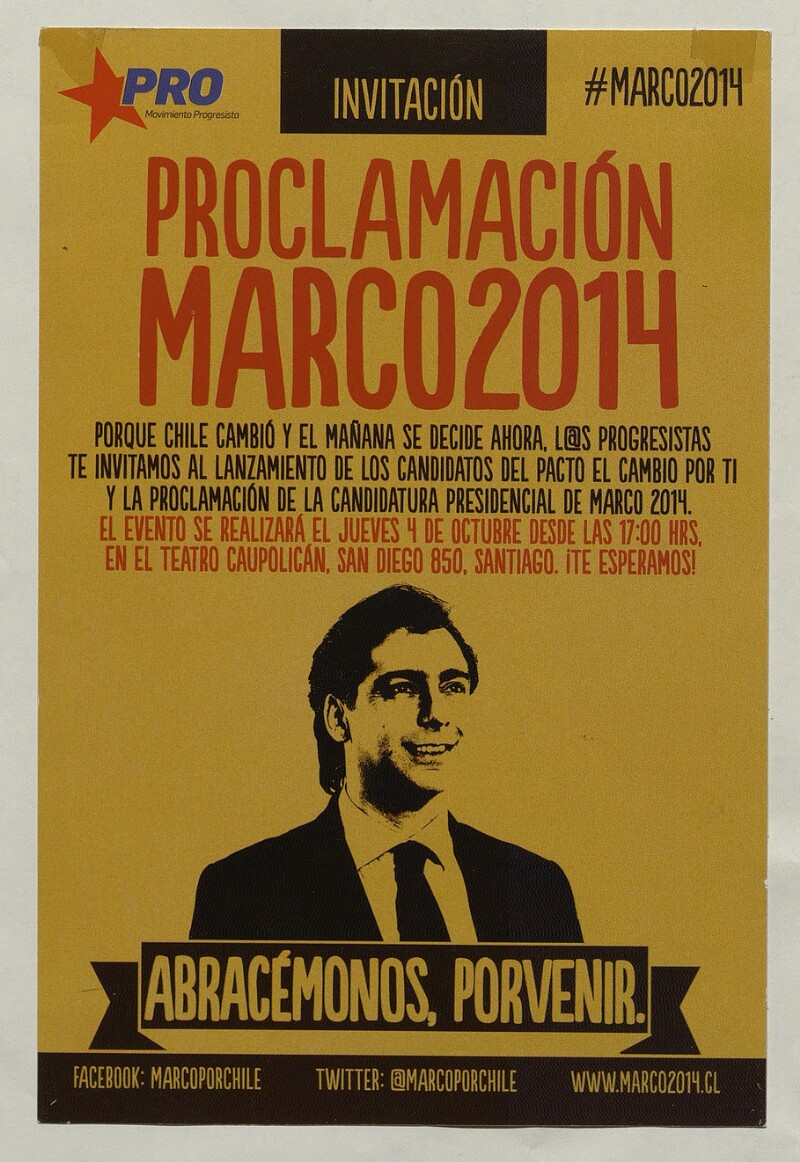 PRO
Movimiento Progresista
INVITACIÓN
#MARCO2014
PROCLAMACIÓN
MARCO2014
PORQUE CHILE CAMBIÓ Y EL MAÑANA SE DECIDE AHORA, L@S PROGRESISTAS
TE INVITAMOS AL LANZAMIENTO DE LOS CANDIDATOS DEL PACTO EL CAMBIO POR TI
Y LA PROCLAMACIÓN DE LA CANDIDATURA PRESIDENCIAL DE MARCO 2014.
EL EVENTO SE REALIZARÁ EL JUEVES 4 DE OCTUBRE DESDE LAS 17:00 HRS,
EN EL TEATRO CAUPOLICÁN, SAN DIEGO 850, SANTIAGO. ¡TE ESPERAMOS!
ABRACÉMONOS, PORVENIR.
FACEBOOK: MARCOPORCHILE TWITTER: @MARCOPORCHILE WWW.MARCO2014.CL